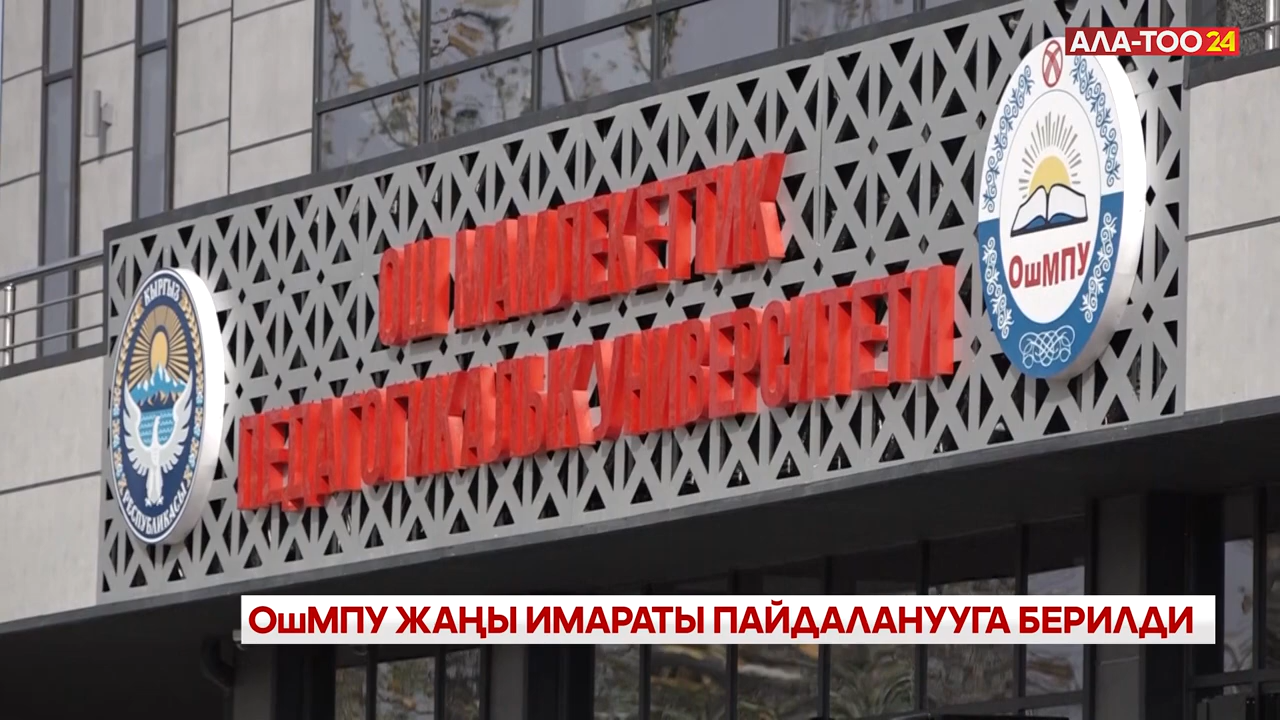 АЛА-ТОО 24
ОШ МАМЛЕКЕТТИК
ПЕДАГОГИКАЛЫК УНИВЕРСИТЕТИ
ОшМПУ
КЫРГЫЗ
РЕСПУБЛИКАСЫ
ОшМПУ ЖАҢЫ ИМАРАТЫ ПАЙДАЛАНУУГА БЕРИЛДИ